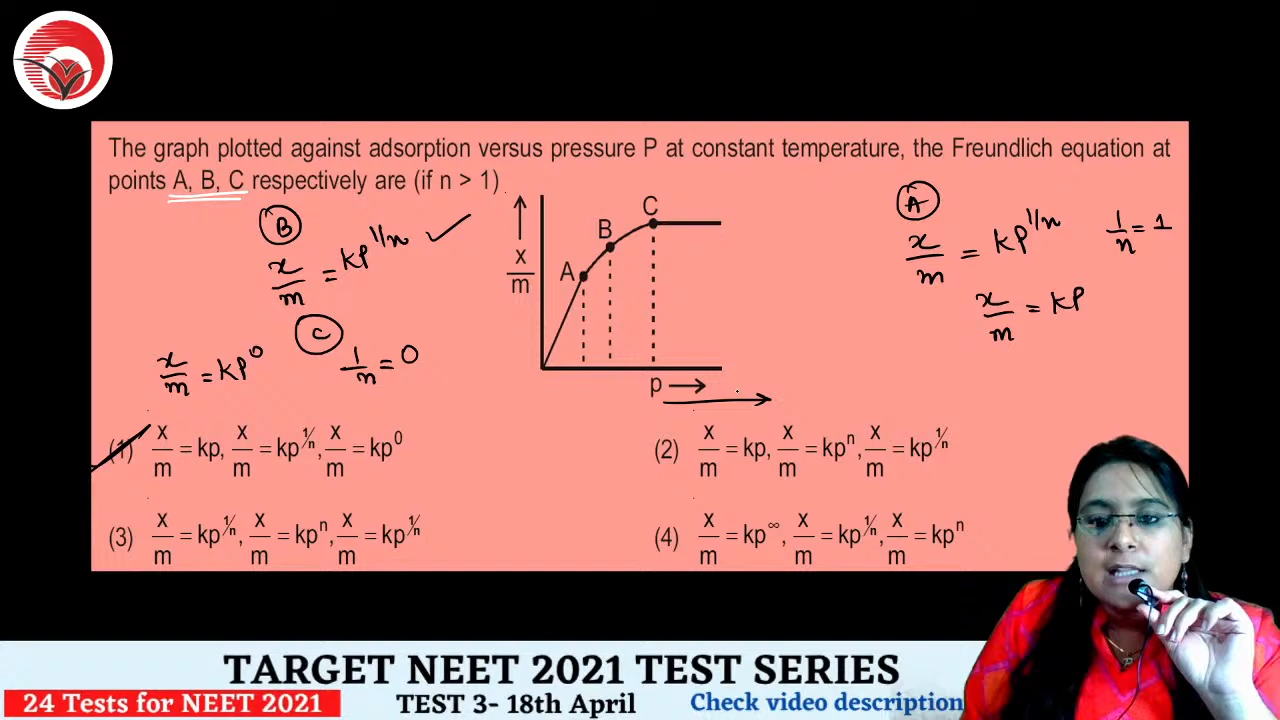 The graph plotted against adsorption versus pressure P at constant temperature, the Freundlich equation at
points A, B, C respectively are (if n > 1)
B
x/m = kp^1/n ✓
C
x/m = kp^0
1/n = 0
x/m
A
B
C
p →
A
x/m = kp^1/n
1/n = 1
x/m = kp
(1) x/m = kp, x/m = kp^1/n, x/m = kp^0
(2) x/m = kp, x/m = kp^n, x/m = kp^1/n
(3) x/m = kp^1/n, x/m = kp^n, x/m = kp^1/n
(4) x/m = kp^∞, x/m = kp^1/n, x/m = kp^n
TARGET NEET 2021 TEST SERIES
24 Tests for NEET 2021
TEST 3- 18th April
Check video description